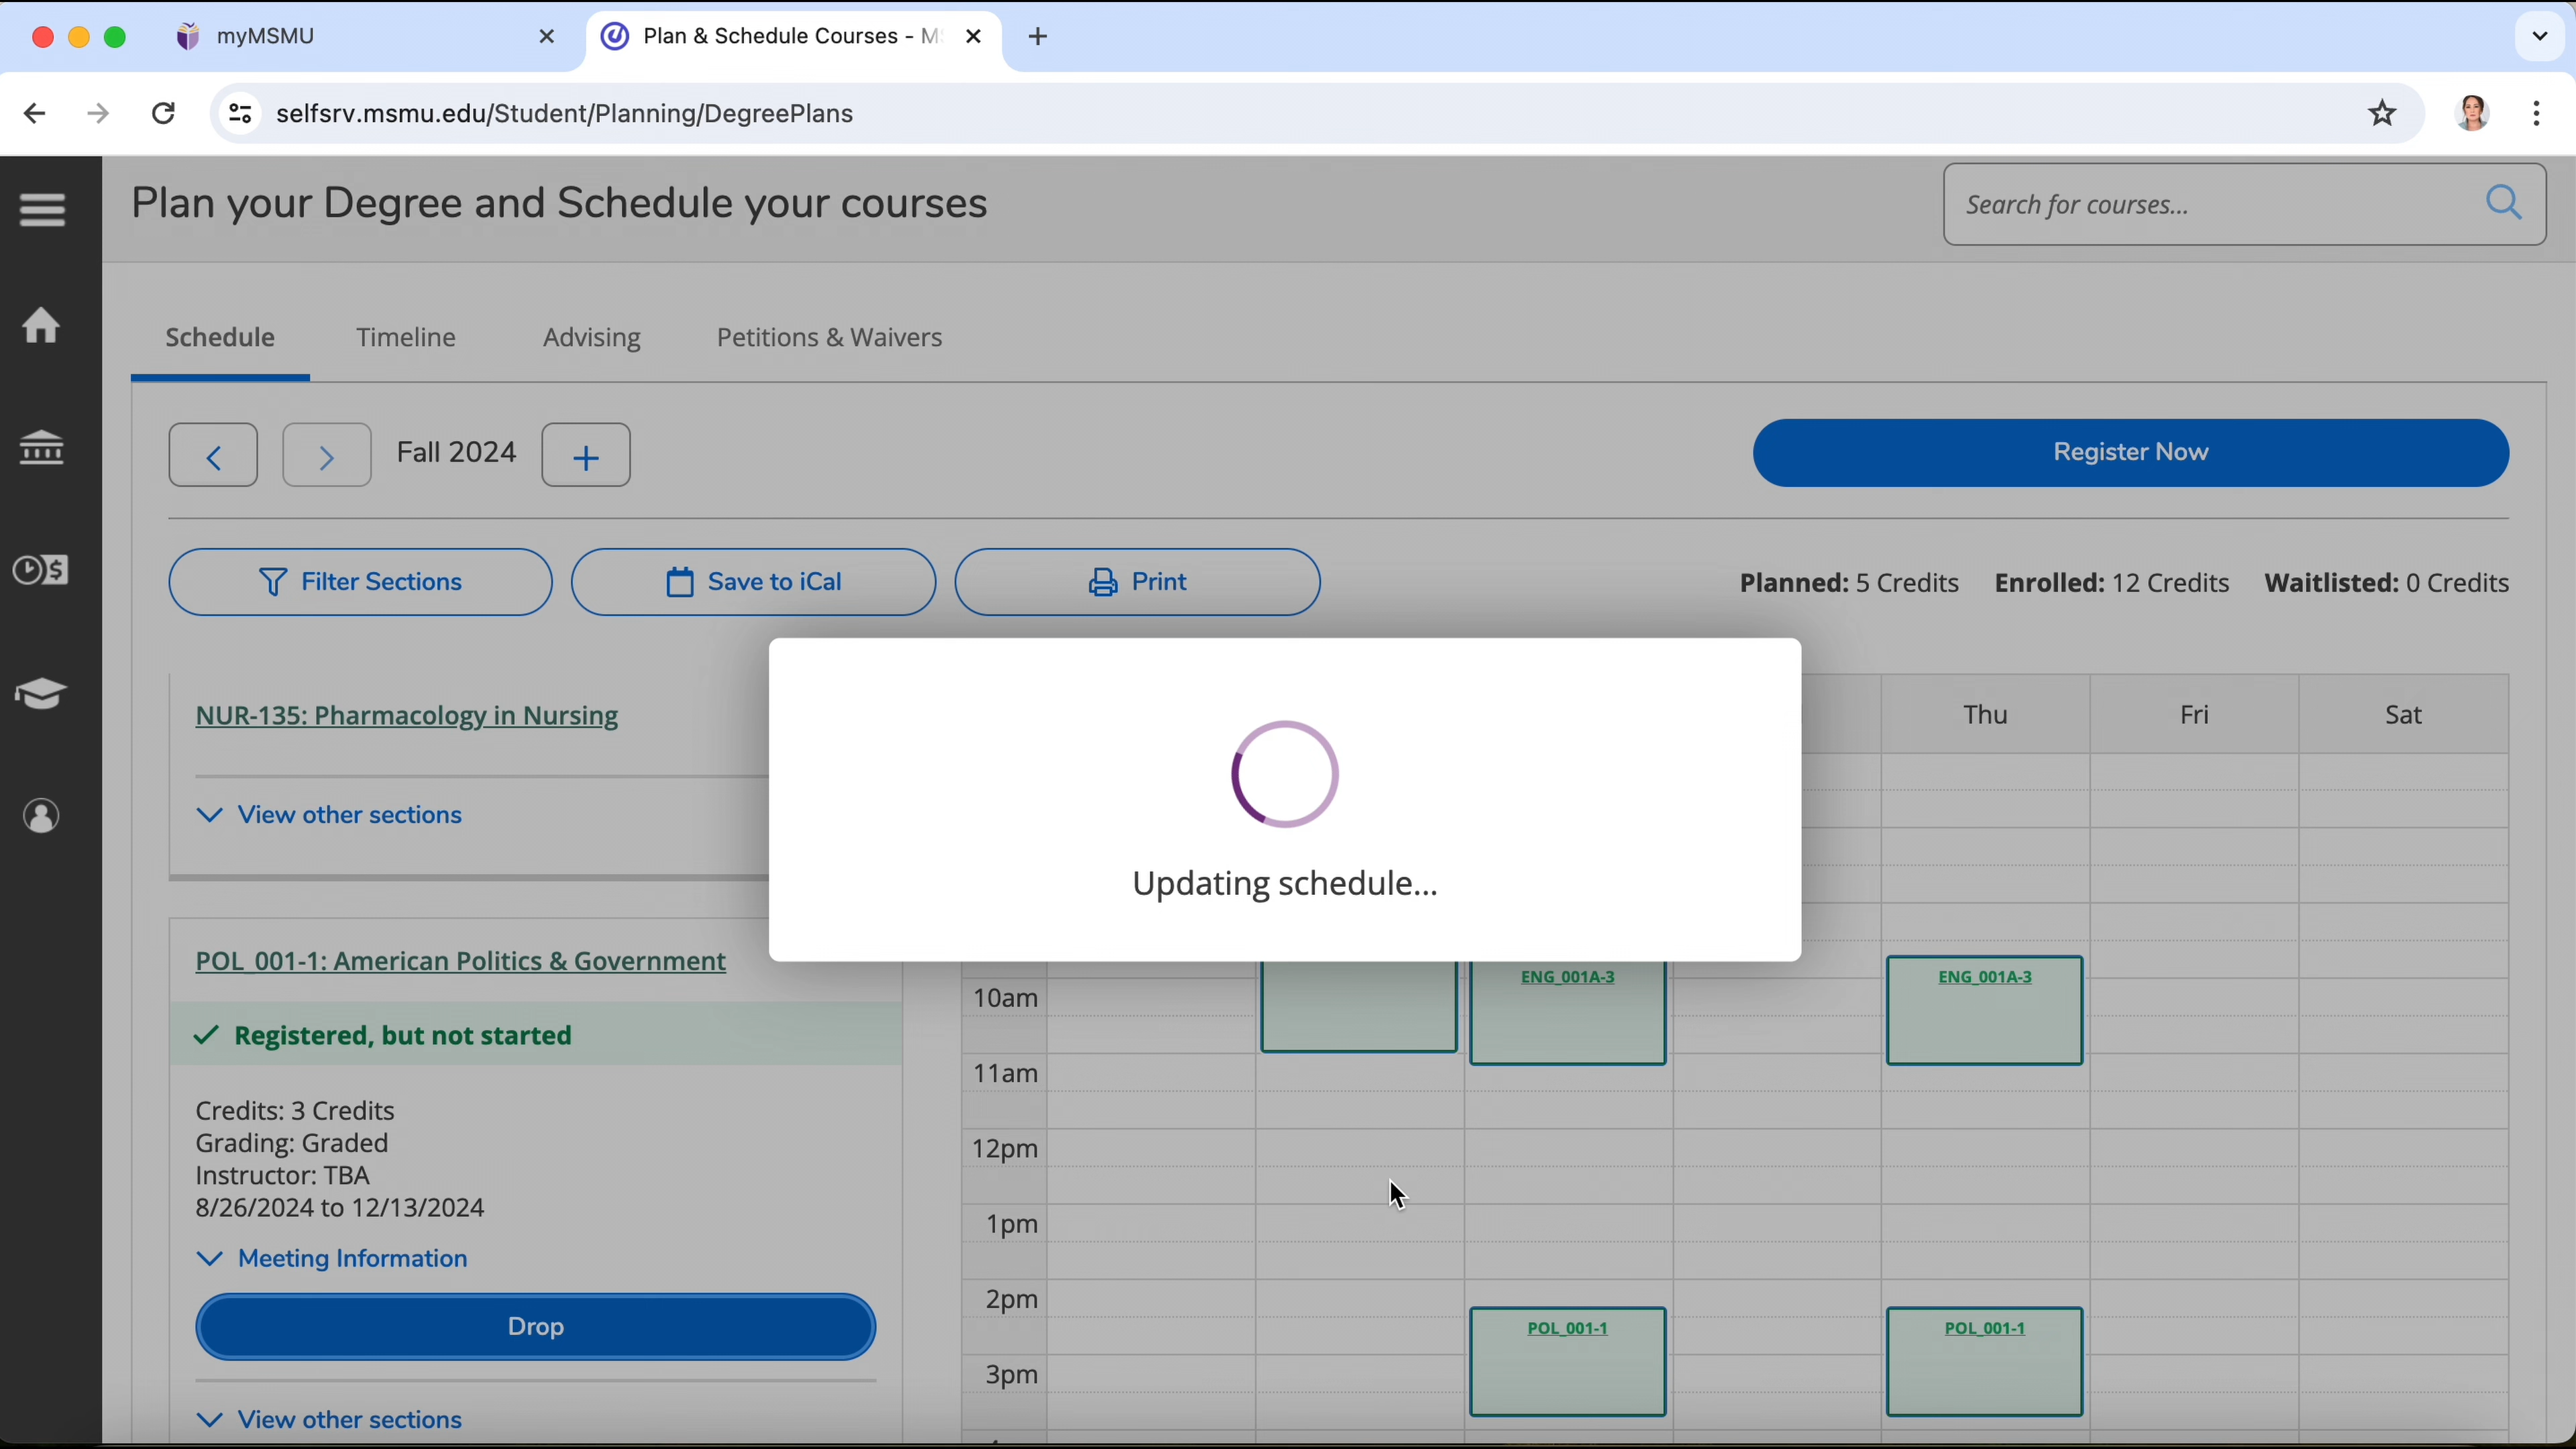 myMSMU
Plan & Schedule Courses - M
selfsrv.msmu.edu/Student/Planning/DegreePlans
Plan your Degree and Schedule your courses
Search for courses...
Schedule Timeline Advising Petitions & Waivers
Fall 2024
Register Now
Filter Sections Save to iCal Print
Planned: 5 Credits Enrolled: 12 Credits Waitlisted: 0 Credits
NUR-135: Pharmacology in Nursing
View other sections
POL_001-1: American Politics & Government
Registered, but not started
Credits: 3 Credits
Grading: Graded
Instructor: TBA
8/26/2024 to 12/13/2024
Meeting Information
Drop
View other sections
Updating schedule...
Thu Fri Sat
ENG_001A-3 ENG_001A-3
10am
11am
12pm
1pm
2pm
POL_001-1 POL_001-1
3pm